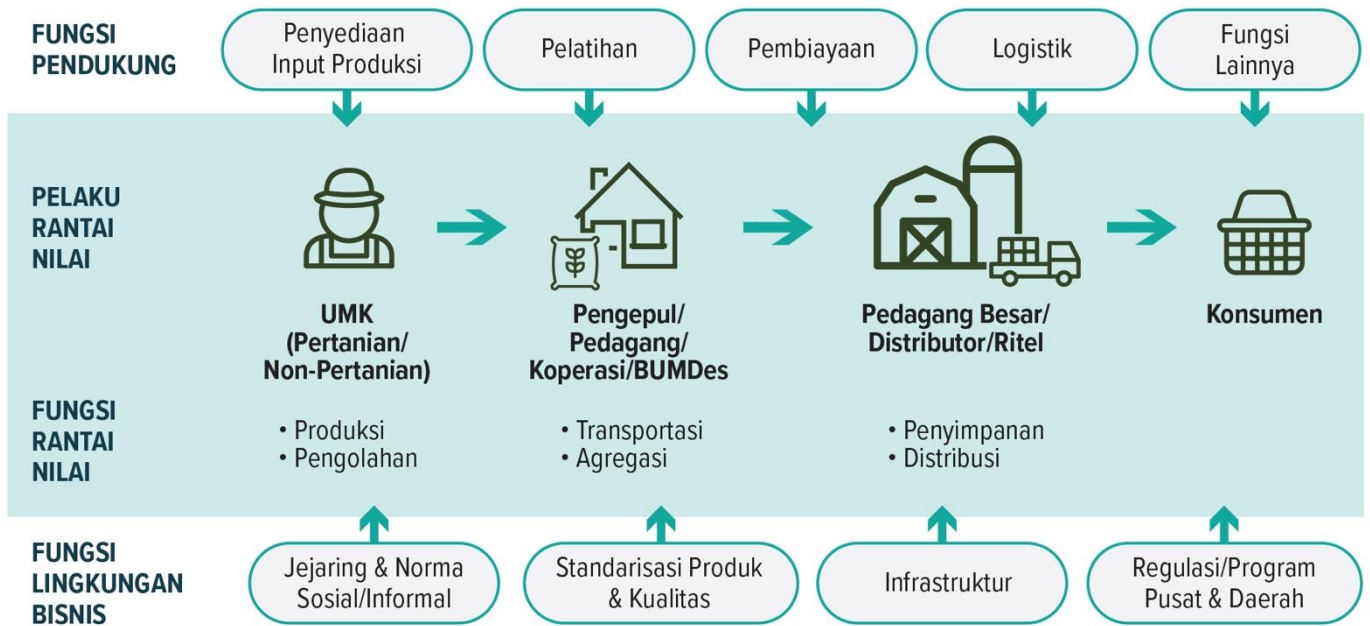 FUNGSI
PENDUKUNG
Penyediaan
Input Produksi
Pelatihan
Pembiayaan
Logistik
Fungsi
Lainnya
PELAKU
RANTAI
NILAI
UMK
(Pertanian/
Non-Pertanian)
Pengepul/
Pedagang/
Koperasi/BUMDes
Pedagang Besar/
Distributor/Ritel
Konsumen
FUNGSI
RANTAI
NILAI
• Produksi
• Pengolahan
• Transportasi
• Agregasi
• Penyimpanan
• Distribusi
FUNGSI
LINGKUNGAN
BISNIS
Jejaring & Norma
Sosial/Informal
Standarisasi Produk
& Kualitas
Infrastruktur
Regulasi/Program
Pusat & Daerah